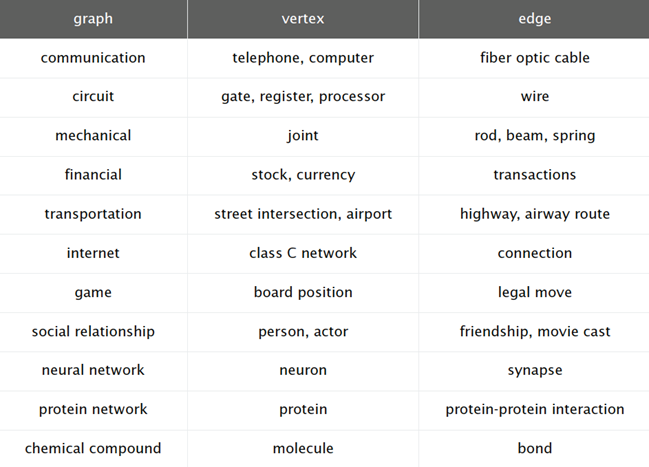 graph vertex edge
communication telephone, computer fiber optic cable
circuit gate, register, processor wire
mechanical joint rod, beam, spring
financial stock, currency transactions
transportation street intersection, airport highway, airway route
internet class C network connection
game board position legal move
social relationship person, actor friendship, movie cast
neural network neuron synapse
protein network protein protein-protein interaction
chemical compound molecule bond